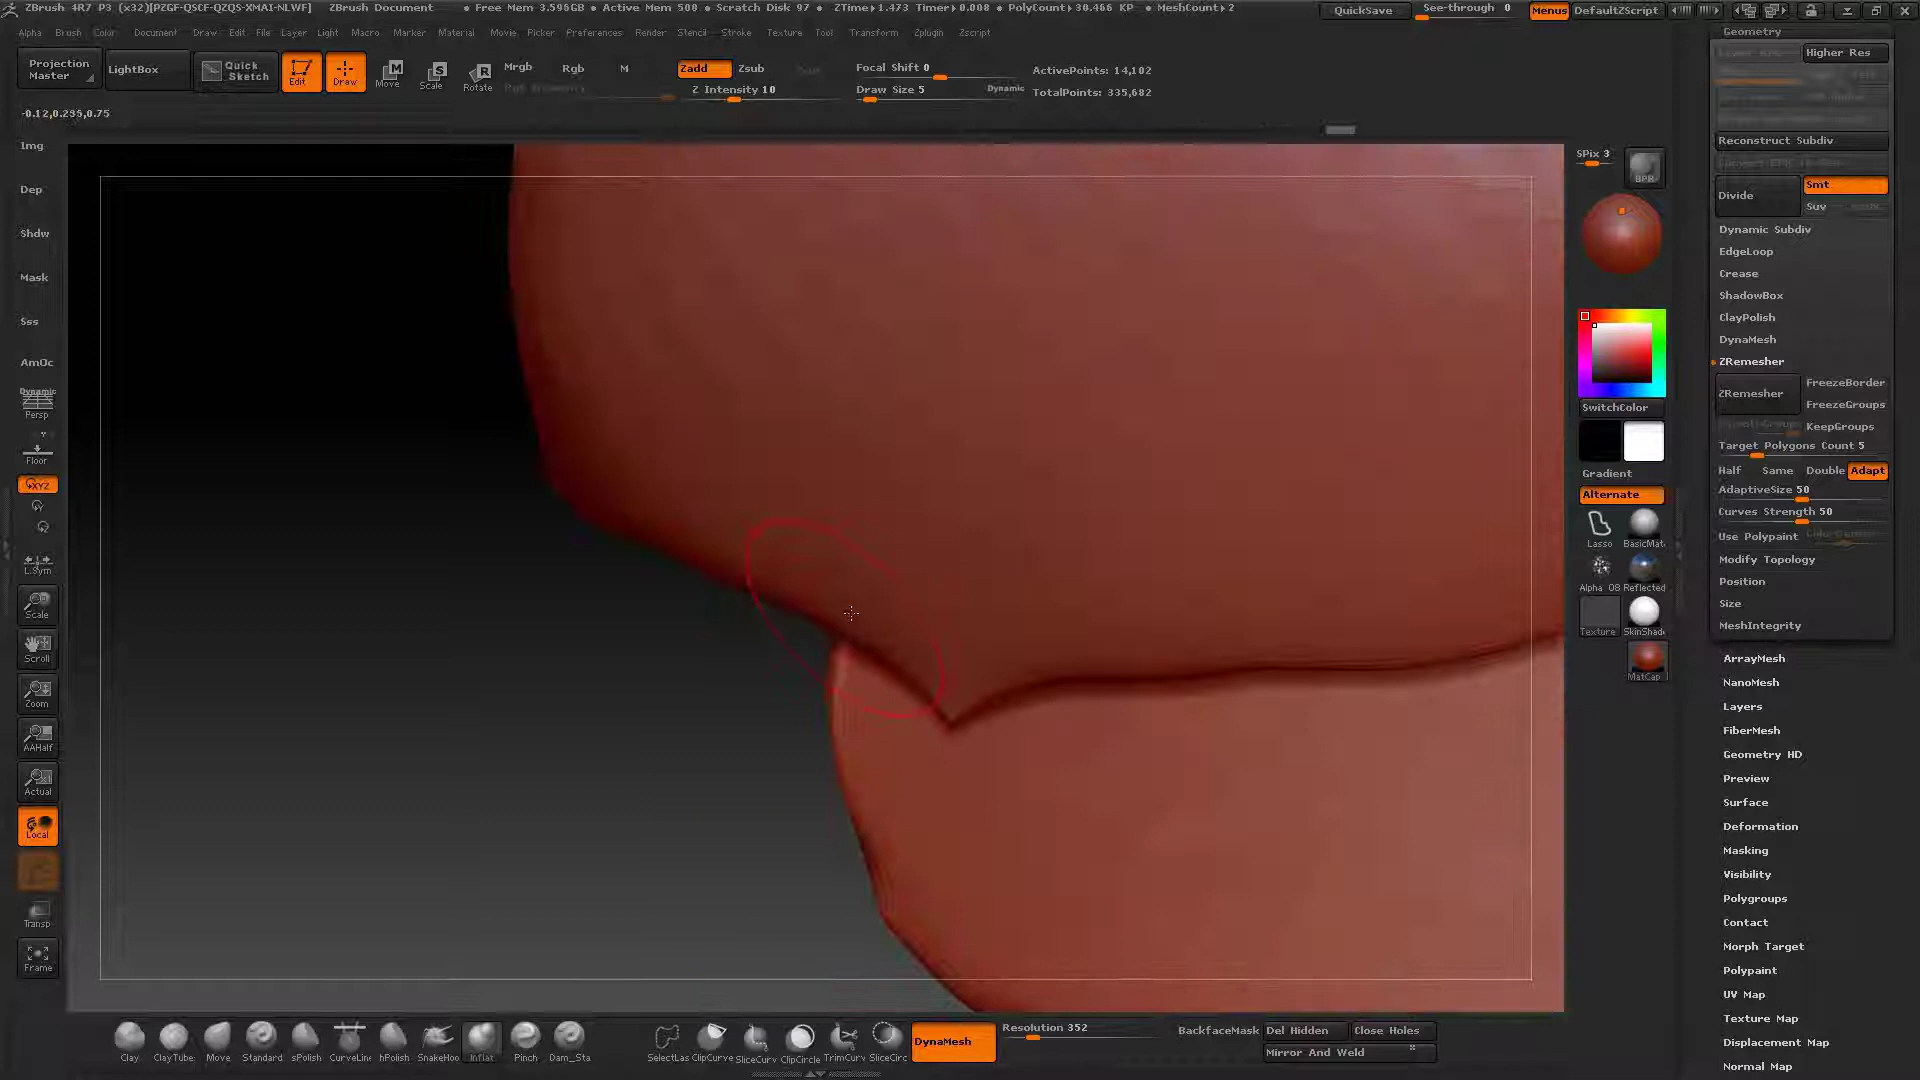 ZBrush 4R7 P3 (x32)[PZGF-QSCF-QZQS-XMAI-NLWF] ZBrush Document • Free Mem 3.596GB • Active Mem 500 • Scratch Disk 97 • ZTime▸1.473 Timer▸0.008 • PolyCount▸30.466 KP • MeshCount▸2 QuickSave See-through 0 Menus DefaultZScript
Alpha Brush Color Document Draw Edit File Layer Light Macro Marker Material Movie Picker Preferences Render Stencil Stroke Texture Tool Transform Zplugin Zscript
Projection Master
LightBox
Quick Sketch
Edit
Draw
Move
Scale
Rotate
Mrgb Rgb M
Zadd Zsub
Z Intensity 10
Focal Shift 0
Draw Size 5
Dynamic
ActivePoints: 14,102
TotalPoints: 335,682
-0.12,0.236,0.75
Img
Dep
Shdw
Mask
Sss
AmOc
Dynamic
Persp
Floor
XYZ
L.Sym
Scale
Scroll
Zoom
AAHalf
Actual
Local
Transp
Frame
SPix 3
BPR
SwitchColor
Gradient
Alternate
Lasso BasicMat
Alpha 08 Reflected
Texture SkinShad
MatCap
Geometry
Higher Res
Reconstruct Subdiv
Divide
Smt
Suv
Dynamic Subdiv
EdgeLoop
Crease
ShadowBox
ClayPolish
DynaMesh
ZRemesher
ZRemesher
FreezeBorder
FreezeGroups
KeepGroups
Target Polygons Count 5
Half Same Double Adapt
AdaptiveSize 50
Curves Strength 50
Use Polypaint
Modify Topology
Position
Size
MeshIntegrity
ArrayMesh
NanoMesh
Layers
FiberMesh
Geometry HD
Preview
Surface
Deformation
Masking
Visibility
Polygroups
Contact
Morph Target
Polypaint
UV Map
Texture Map
Displacement Map
Normal Map
Clay ClayTube Move Standard sPolish CurveLine hPolish SnakeHoo Inflat Pinch Dam_Sta
SelectLas ClipCurve SliceCurv ClipCircle TrimCurv SliceCirc
DynaMesh
Resolution 352
BackfaceMask
Del Hidden
Close Holes
Mirror And Weld